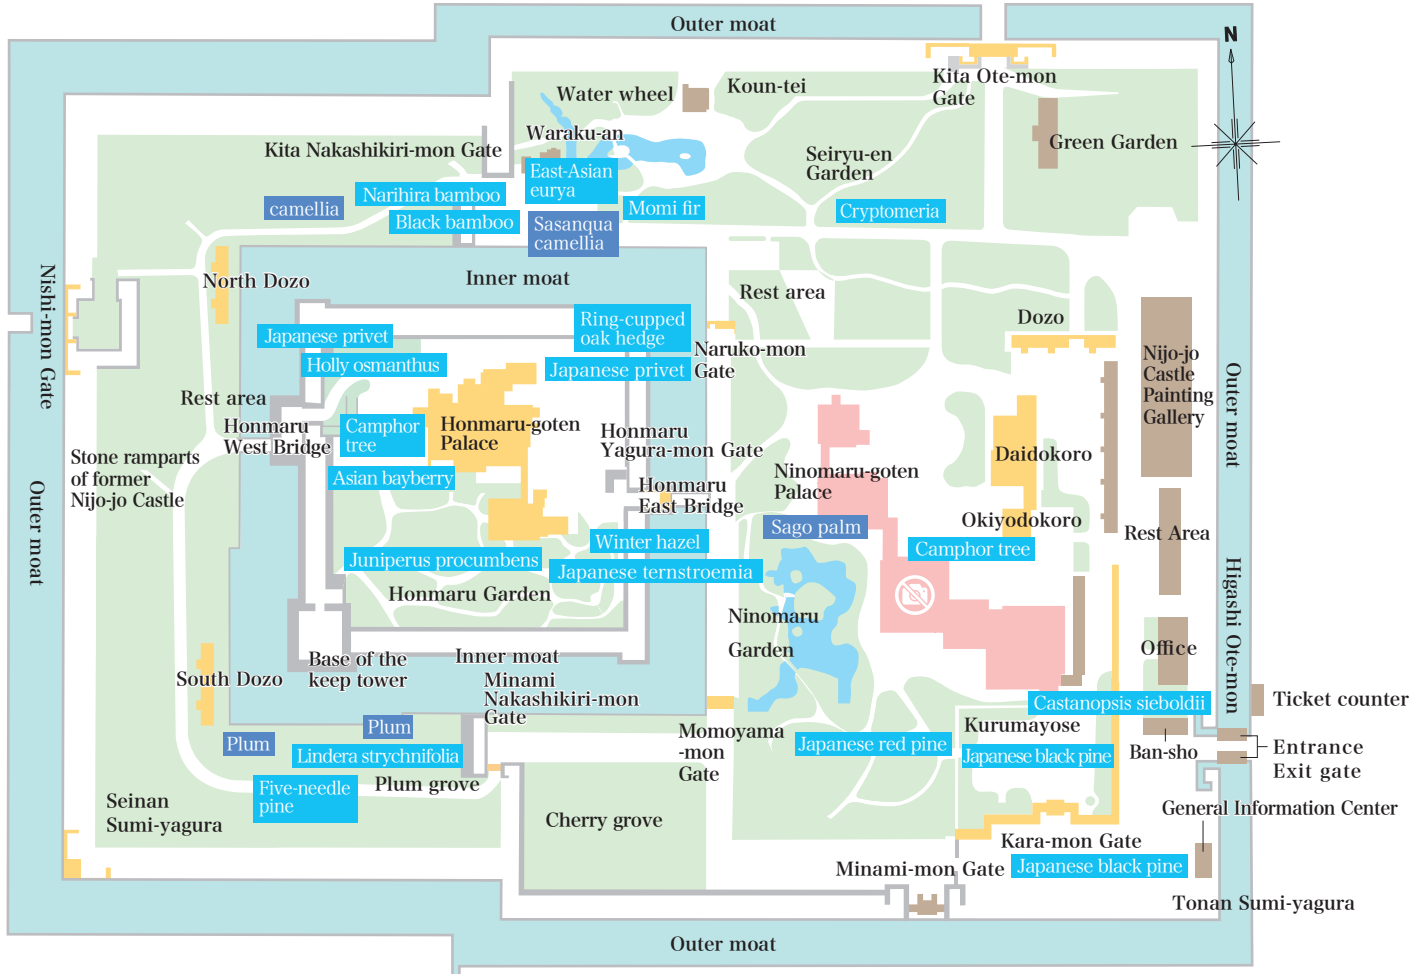 Outer moat
N
Kita Ote-mon
Gate
Koun-tei
Water wheel
Waraku-an
Green Garden
Kita Nakashikiri-mon Gate
Seiryu-en
Garden
East-Asian
eurya
Narihira bamboo
camellia
Black bamboo
Sasanqua
camellia
Momi fir
Cryptomeria
Nishi-mon Gate
North Dozo
Inner moat
Rest area
Dozo
Japanese privet
Ring-cupped
oak hedge
Naruko-mon
Gate
Holly osmanthus
Japanese privet
Nijo-jo
Castle
Painting
Gallery
Outer moat
Rest area
Honmaru
West Bridge
Camphor
tree
Honmaru-goten
Palace
Honmaru
Yagura-mon Gate
Stone ramparts
of former
Nijo-jo Castle
Asian bayberry
Honmaru
East Bridge
Ninomaru-goten
Palace
Daidokoro
Outer moat
Sago palm
Okiyodokoro
Rest Area
Winter hazel
Camphor tree
Juniperus procumbens
Japanese ternstroemia
Honmaru Garden
Ninomaru
Garden
Higashi Ote-mon
Office
Base of the
keep tower
Inner moat
South Dozo
Minami
Nakashikiri-mon
Gate
Castanopsis sieboldii
Ticket counter
Plum
Plum
Lindera strychnifolia
Momoyama
-mon
Gate
Kurumayose
Japanese red pine
Japanese black pine
Ban-sho
Entrance
Exit gate
Five-needle
pine
Plum grove
Seinan
Sumi-yagura
Cherry grove
General Information Center
Kara-mon Gate
Minami-mon Gate
Japanese black pine
Tonan Sumi-yagura
Outer moat